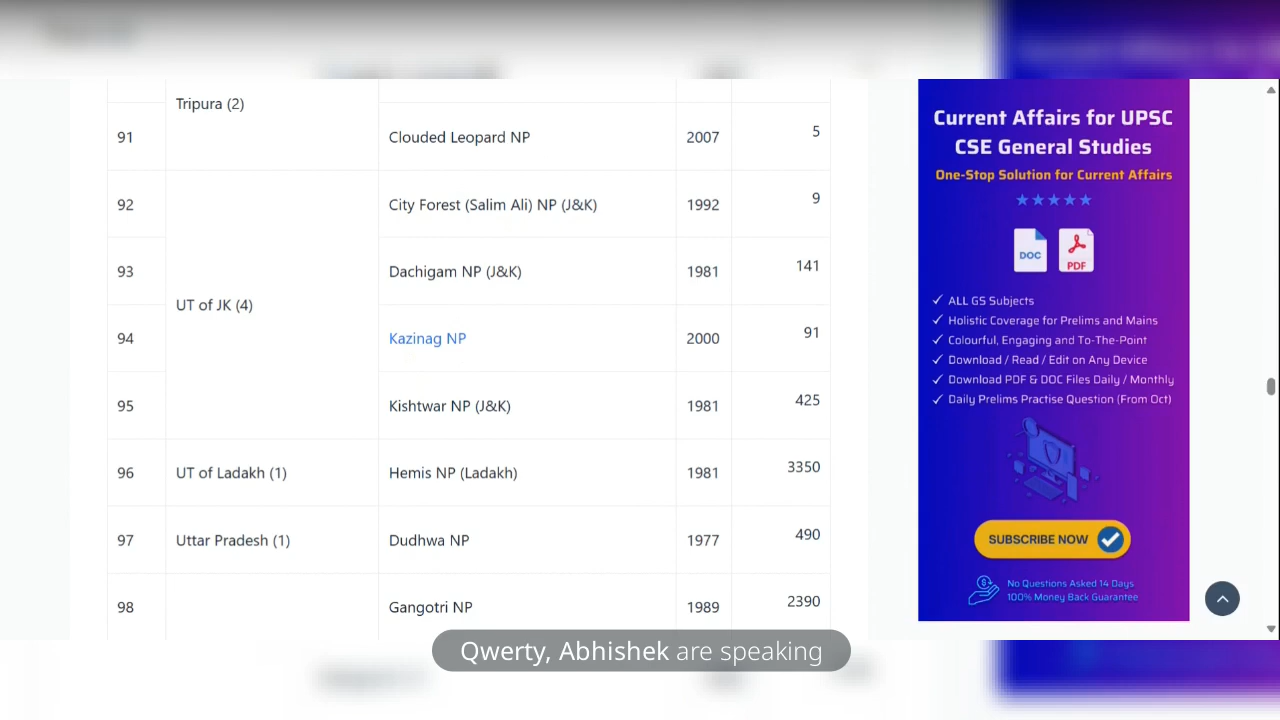 Tripura (2)
91 Clouded Leopard NP 2007 5
92 City Forest (Salim Ali) NP (J&K) 1992 9
93 Dachigam NP (J&K) 1981 141
UT of JK (4)
94 Kazinag NP 2000 91
95 Kishtwar NP (J&K) 1981 425
96 UT of Ladakh (1) Hemis NP (Ladakh) 1981 3350
97 Uttar Pradesh (1) Dudhwa NP 1977 490
98 Gangotri NP 1989 2390
Current Affairs for UPSC
CSE General Studies
One-Stop Solution for Current Affairs
DOC
PDF
ALL GS Subjects
Holistic Coverage for Prelims and Mains
Colourful, Engaging and To-The-Point
Download / Read / Edit on Any Device
Download PDF & DOC Files Daily / Monthly
Daily Prelims Practise Question (From Oct)
SUBSCRIBE NOW
No Questions Asked 14 Days
100% Money Back Guarantee
Qwerty, Abhishek are speaking